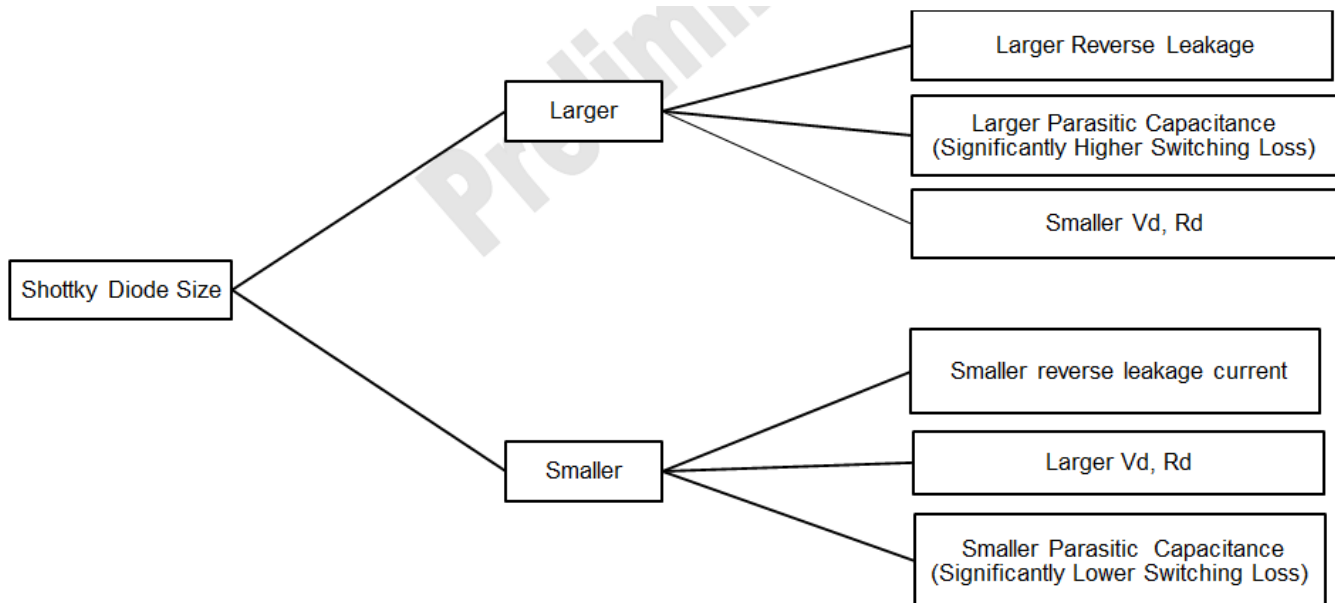 Larger Reverse Leakage
Larger
Larger Parasitic Capacitance
(Significantly Higher Switching Loss)
Smaller Vd, Rd
Shottky Diode Size
Smaller reverse leakage current
Smaller
Larger Vd, Rd
Smaller Parasitic Capacitance
(Significantly Lower Switching Loss)